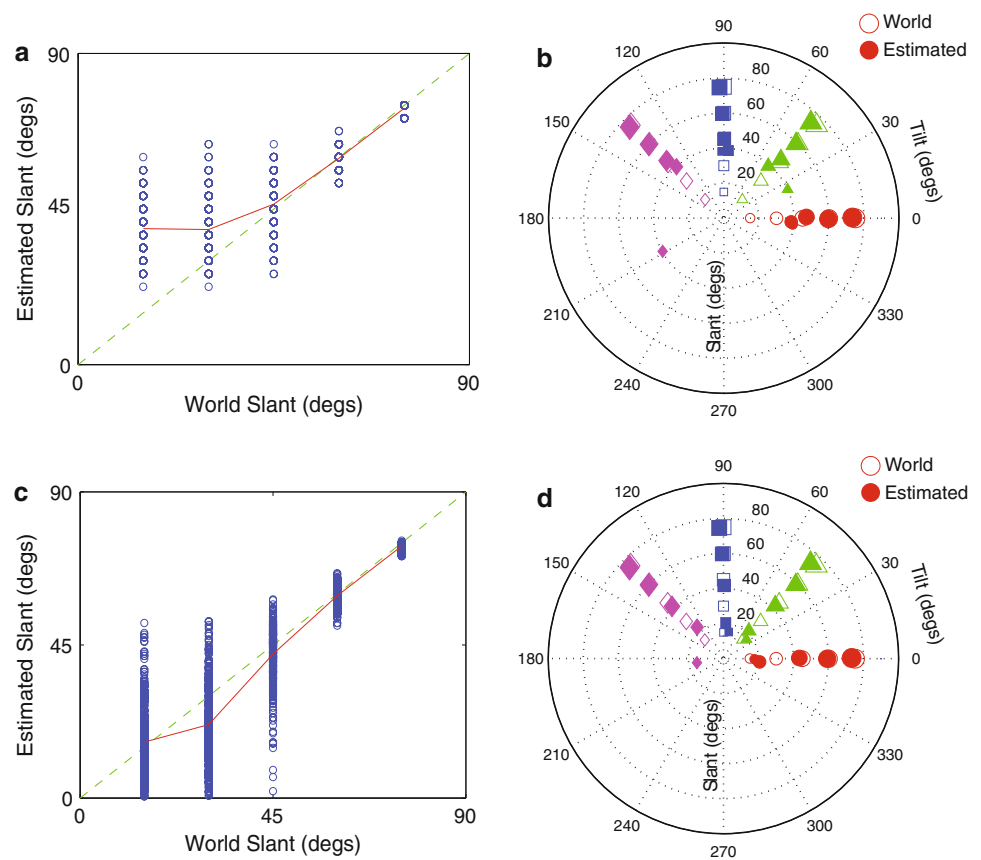 a
90
45
0
0
90
Estimated Slant (degs)
World Slant (degs)
b
World
Estimated
90
60
30
0
330
300
270
240
210
180
150
120
80
60
40
20
Tilt (degs)
Slant (degs)
c
90
45
0
0
45
90
Estimated Slant (degs)
World Slant (degs)
d
World
Estimated
90
60
30
0
330
300
270
240
210
180
150
120
80
60
40
20
Tilt (degs)
Slant (degs)